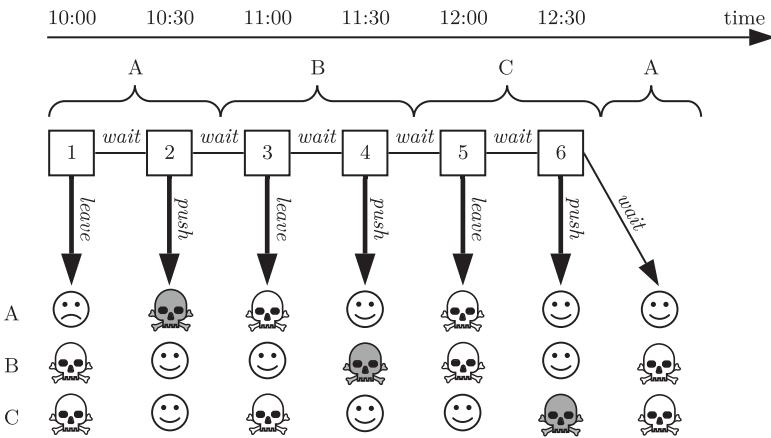 10:00 10:30 11:00 11:30 12:00 12:30 time
A B C A
1 wait 2 wait 3 wait 4 wait 5 wait 6
leave push leave push leave push wait
A
B
C